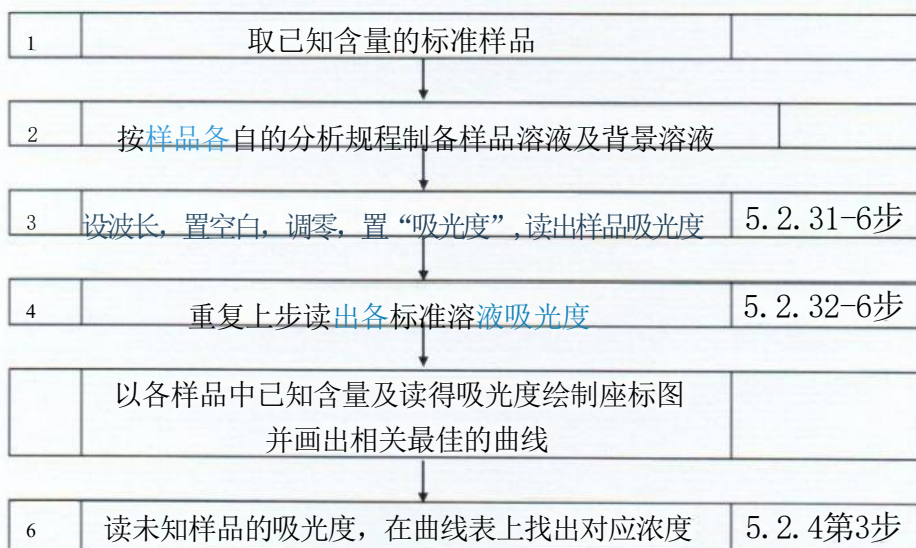 1 取已知含量的标准样品
2 按样品各自的分析规程制备样品溶液及背景溶液
3 设波长，置空白，调零，置“吸光度”,读出样品吸光度 5.2.31-6步
4 重复上步读出各标准溶液吸光度 5.2.32-6步
以各样品中已知含量及读得吸光度绘制座标图
并画出相关最佳的曲线
6 读未知样品的吸光度，在曲线表上找出对应浓度 5.2.4第3步